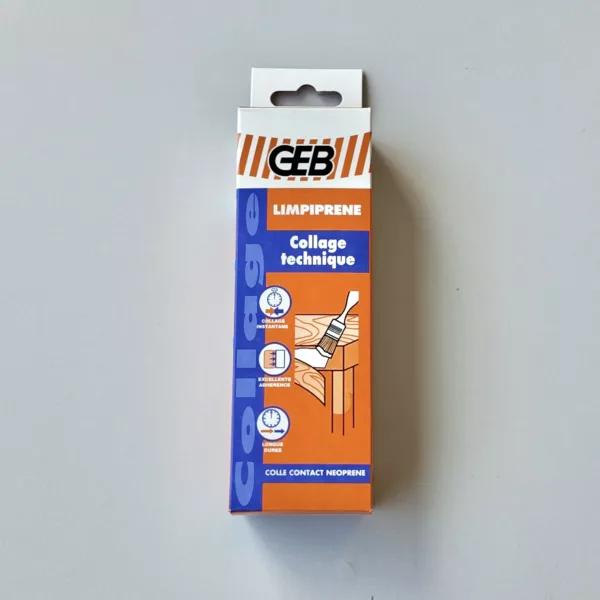 GEB
LIMPIPRENE
Collage
technique
Collage
COLLAGE
INSTANTANE
EXCELLENTE
ADHERENCE
LONGUE
DUREE
COLLE CONTACT NEOPRENE